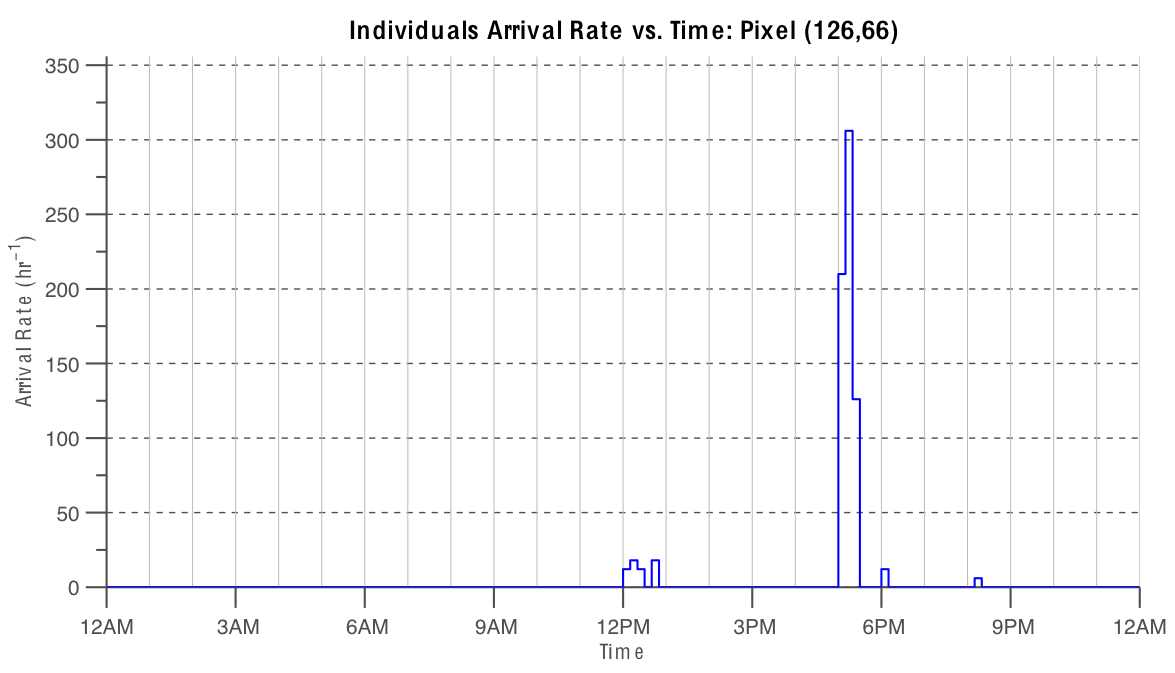 Individuals Arrival Rate vs. Time: Pixel (126,66)
350
300
250
200
150
100
50
0
Arrival Rate (hr⁻¹)
12AM 3AM 6AM 9AM 12PM 3PM 6PM 9PM 12AM
Time